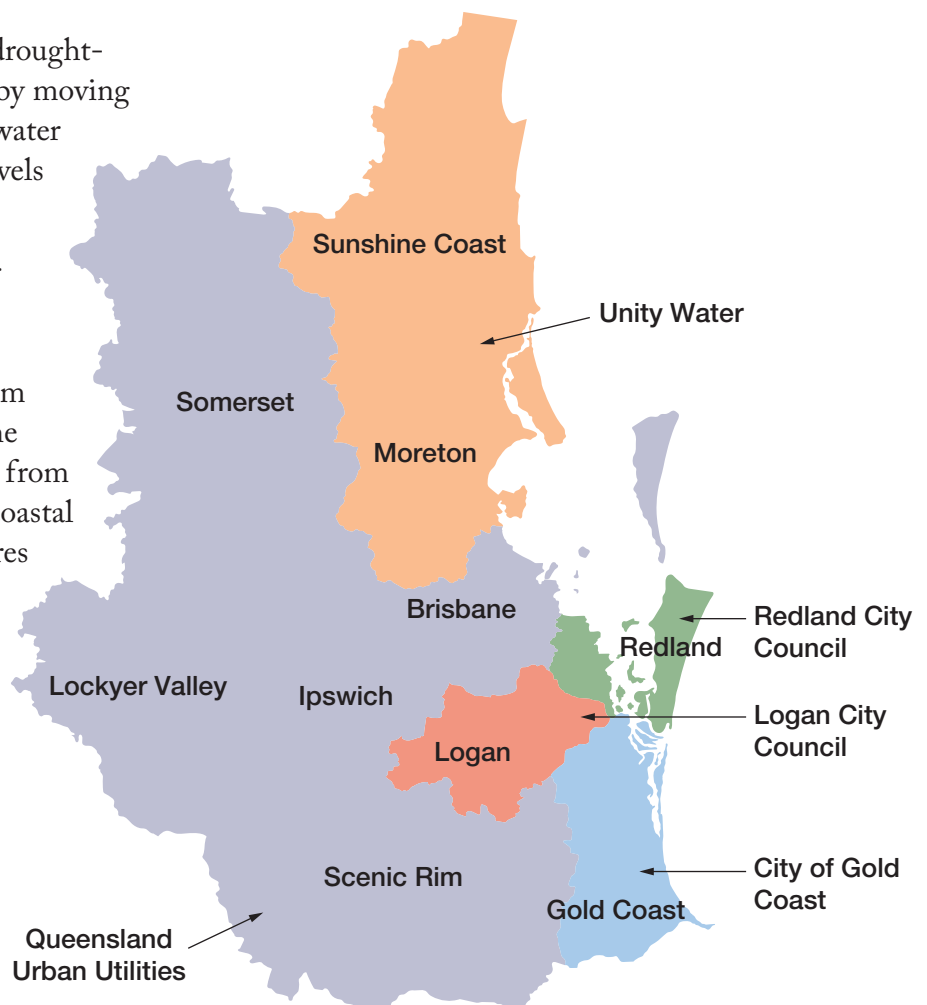 drought-
by moving
water
vels
Sunshine Coast
Unity Water
Somerset
m
ne
from
Moreton
oastal
res
Brisbane
Redland City
Council
Redland
Lockyer Valley
Ipswich
Logan City
Council
Logan
City of Gold
Coast
Scenic Rim
Gold Coast
Queensland
Urban Utilities